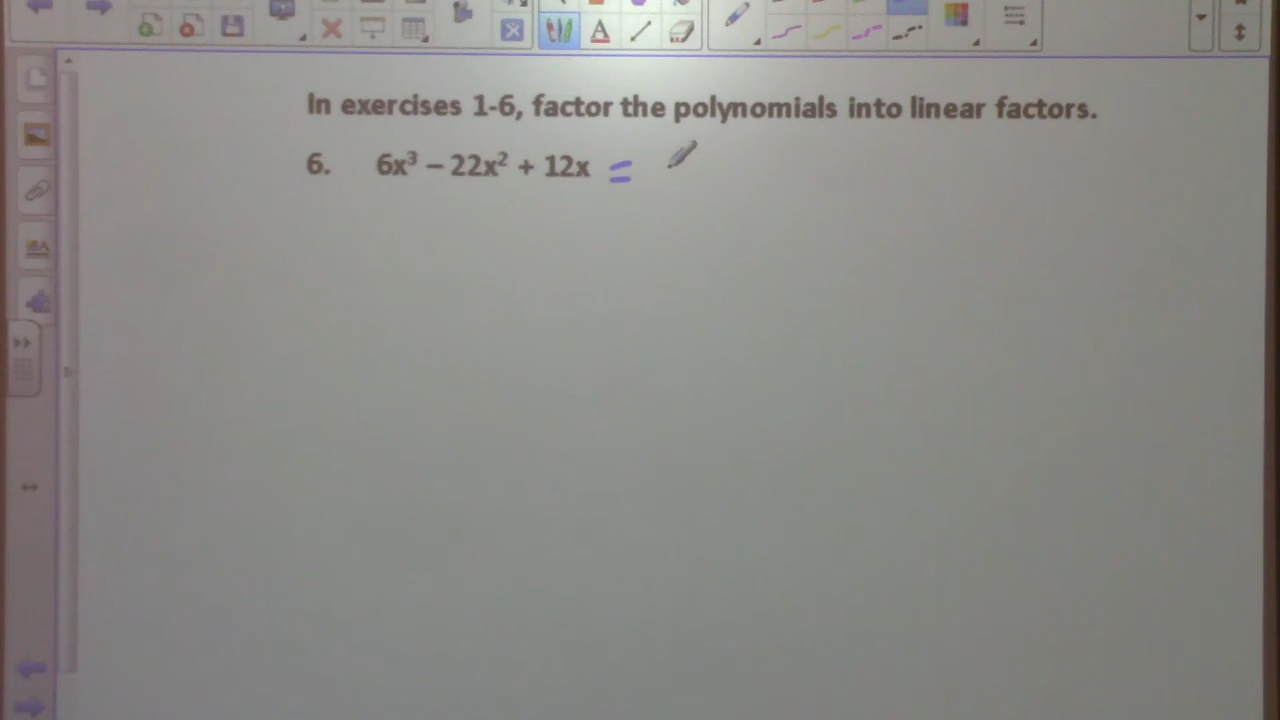 In exercises 1-6, factor the polynomials into linear factors.
6. 6x³ – 22x² + 12x =